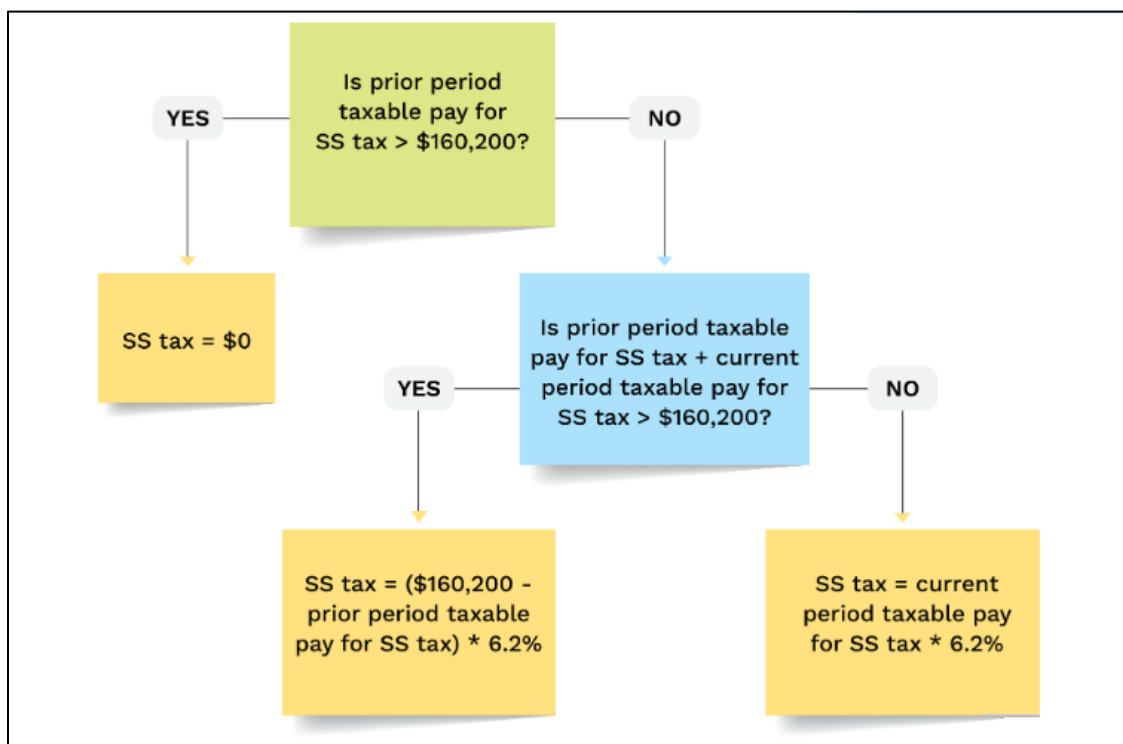 Is prior period
taxable pay for
SS tax > $160,200?
YES
NO
SS tax = $0
Is prior period taxable
pay for SS tax + current
period taxable pay for
SS tax > $160,200?
YES
NO
SS tax = ($160,200 -
prior period taxable
pay for SS tax) * 6.2%
SS tax = current
period taxable pay
for SS tax * 6.2%